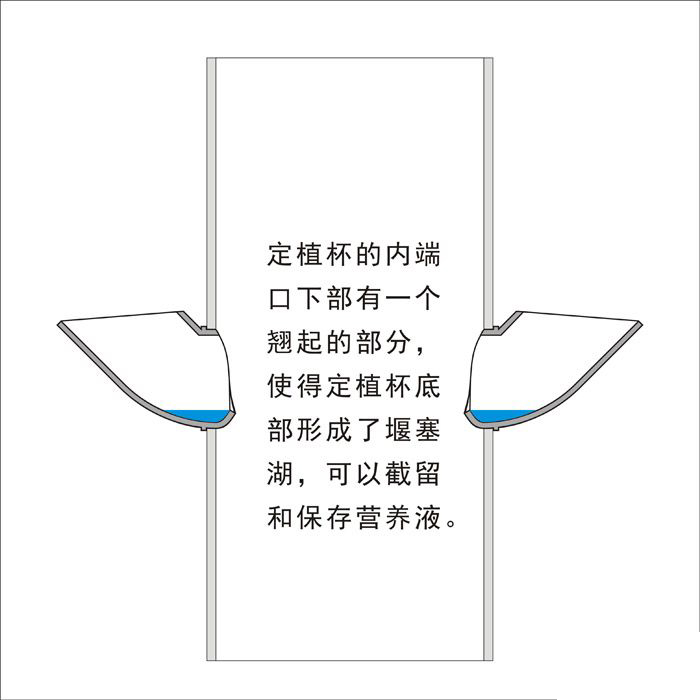 定植杯的内端
口下部有一个
翘起的部分，
使得定植杯底
部形成了堰塞
湖，可以截留
和保存营养液。